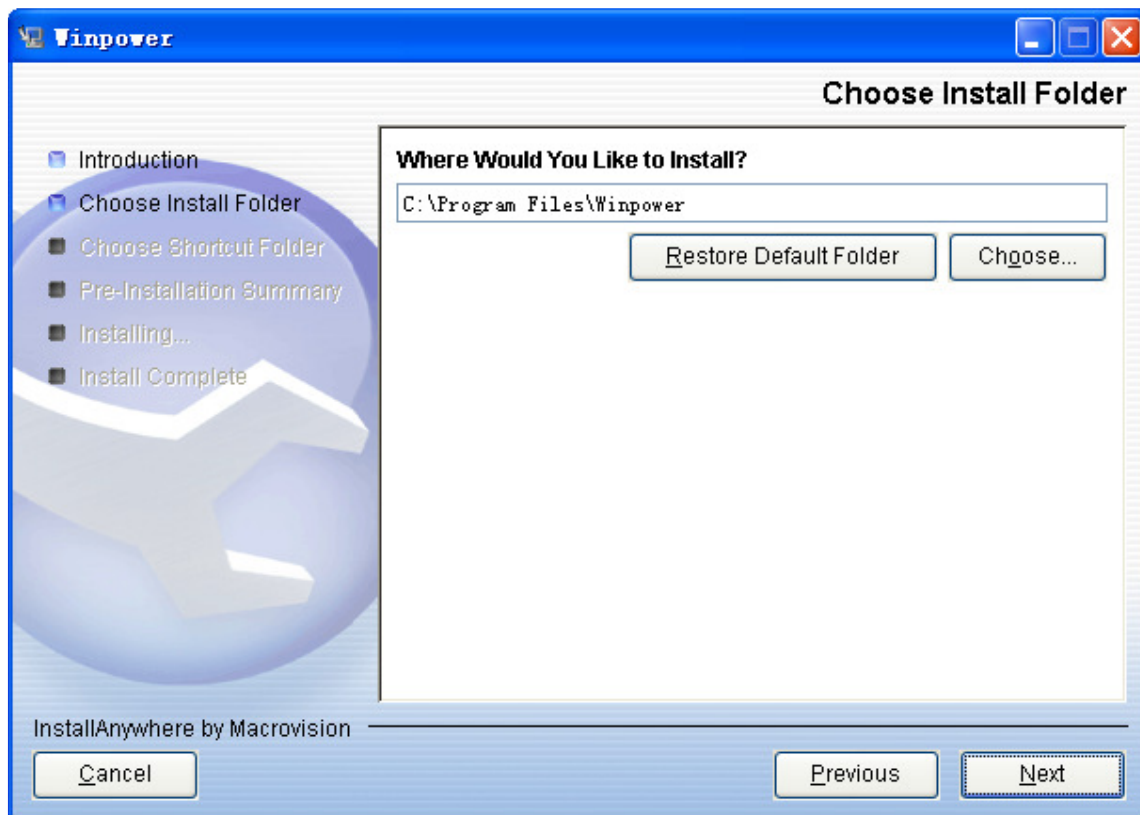 Winpower
Choose Install Folder
Introduction
Choose Install Folder
Choose Shortcut Folder
Pre-Installation Summary
Installing...
Install Complete
Where Would You Like to Install?
C:\Program Files\Winpower
Restore Default Folder
Choose...
InstallAnywhere by Macrovision
Cancel
Previous
Next